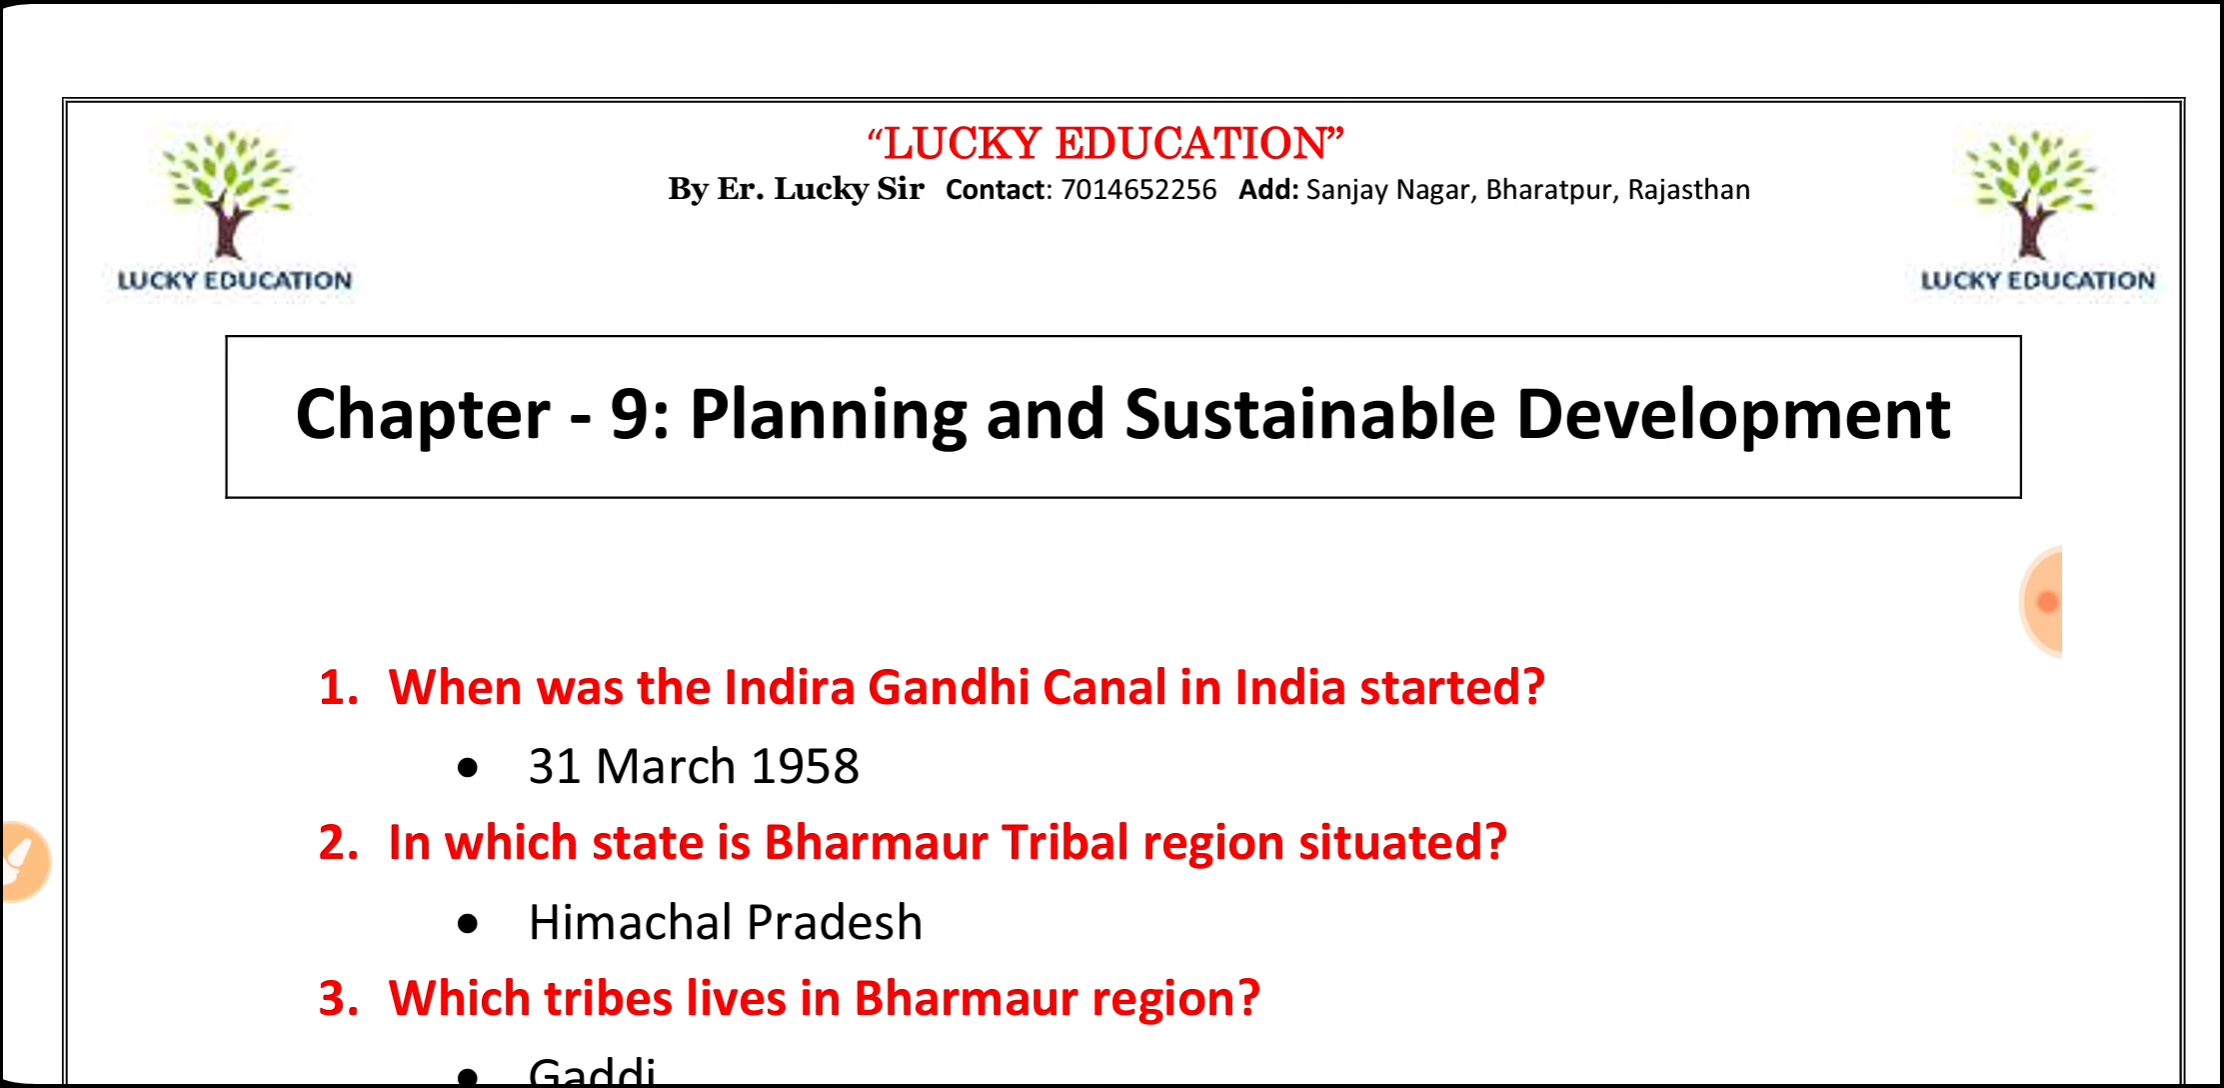 “LUCKY EDUCATION”
By Er. Lucky Sir Contact: 7014652256 Add: Sanjay Nagar, Bharatpur, Rajasthan
LUCKY EDUCATION
LUCKY EDUCATION
Chapter - 9: Planning and Sustainable Development
1. When was the Indira Gandhi Canal in India started?
• 31 March 1958
2. In which state is Bharmaur Tribal region situated?
• Himachal Pradesh
3. Which tribes lives in Bharmaur region?
• Gaddi